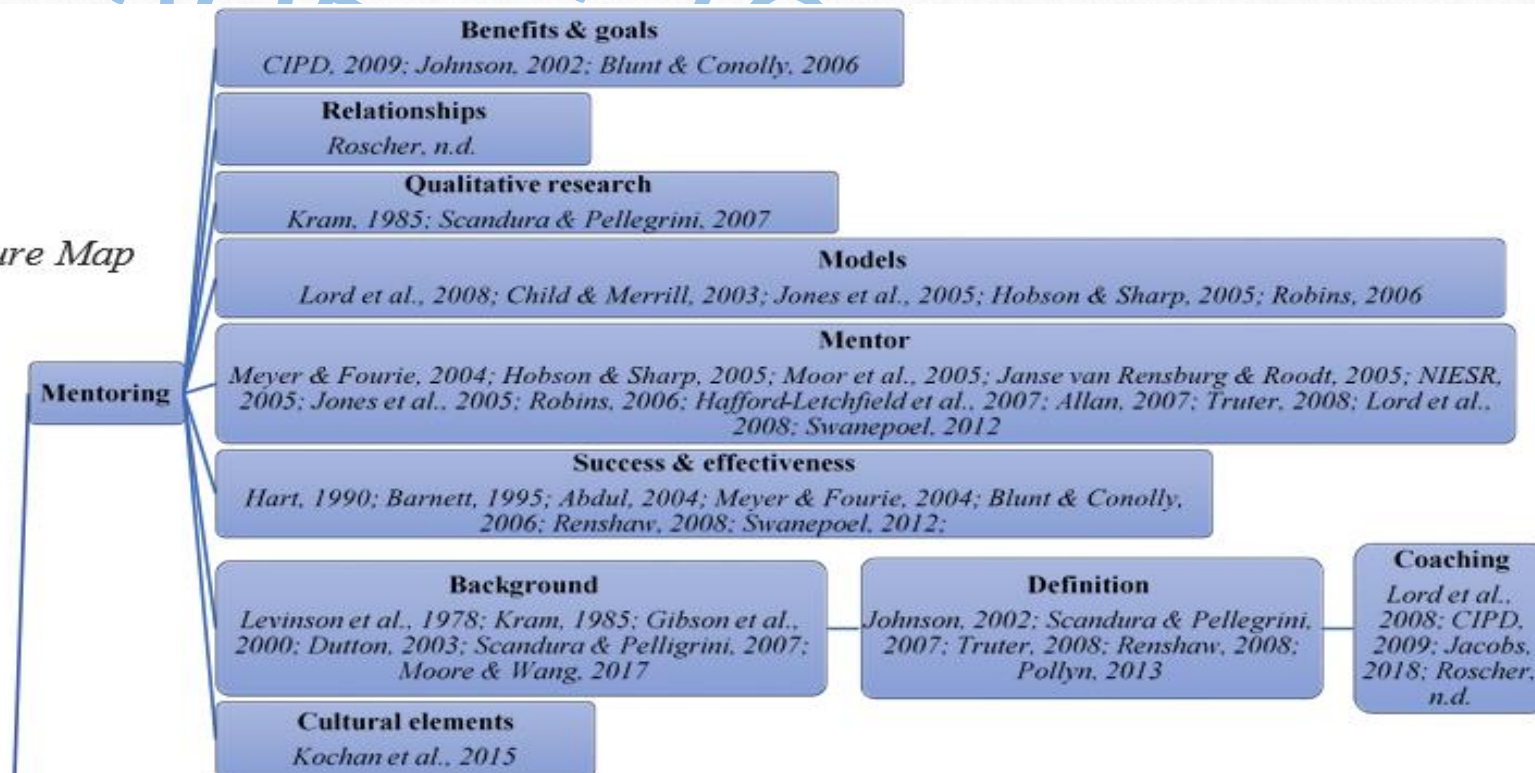 Benefits & goals
CIPD, 2009; Johnson, 2002; Blunt & Conolly, 2006
Relationships
Roscher, n.d.
Qualitative research
Kram, 1985; Scandura & Pellegrini, 2007
Map
Models
Lord et al., 2008; Child & Merrill, 2003; Jones et al., 2005; Hobson & Sharp, 2005; Robins, 2006
Mentor
Meyer & Fourie, 2004; Hobson & Sharp, 2005; Moor et al., 2005; Janse van Rensburg & Roodt, 2005; NIESR,
2005; Jones et al., 2005; Robins, 2006; Hafford-Letchfield et al., 2007; Allan, 2007; Truter, 2008; Lord et al.,
2008; Swanepoel, 2012
Mentoring
Success & effectiveness
Hart, 1990; Barnett, 1995; Abdul, 2004; Meyer & Fourie, 2004; Blunt & Conolly,
2006; Renshaw, 2008; Swanepoel, 2012;
Background
Levinson et al., 1978; Kram, 1985; Gibson et al.,
2000; Dutton, 2003; Scandura & Pelligrini, 2007;
Moore & Wang, 2017
Definition
Johnson, 2002; Scandura & Pellegrini,
2007; Truter, 2008; Renshaw, 2008;
Pollyn, 2013
Coaching
Lord et al.,
2008; CIPD,
2009; Jacobs,
2018; Roscher,
n.d.
Cultural elements
Kochan et al., 2015